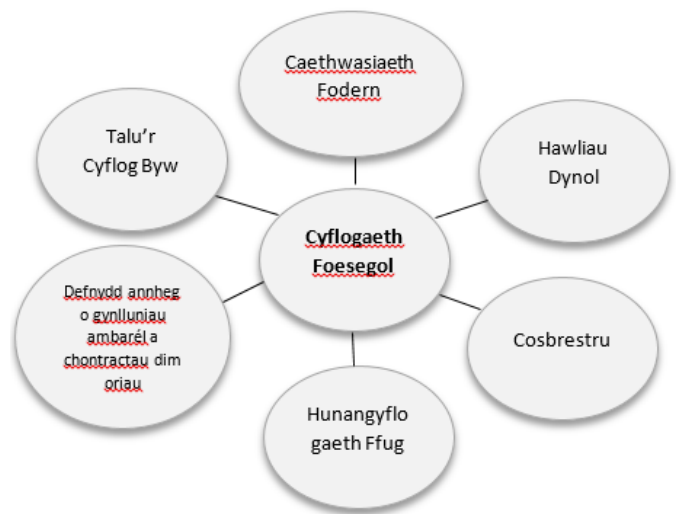 Caethwasiaeth
Fodern
Talu'r
Cyflog Byw
Hawliau
Dynol
Cyflogaeth
Foesegol
Defnydd annheg
o gynlluniau
ambarél a
chontractau dim
oriau
Cosbrestru
Hunangyflo
gaeth Ffug